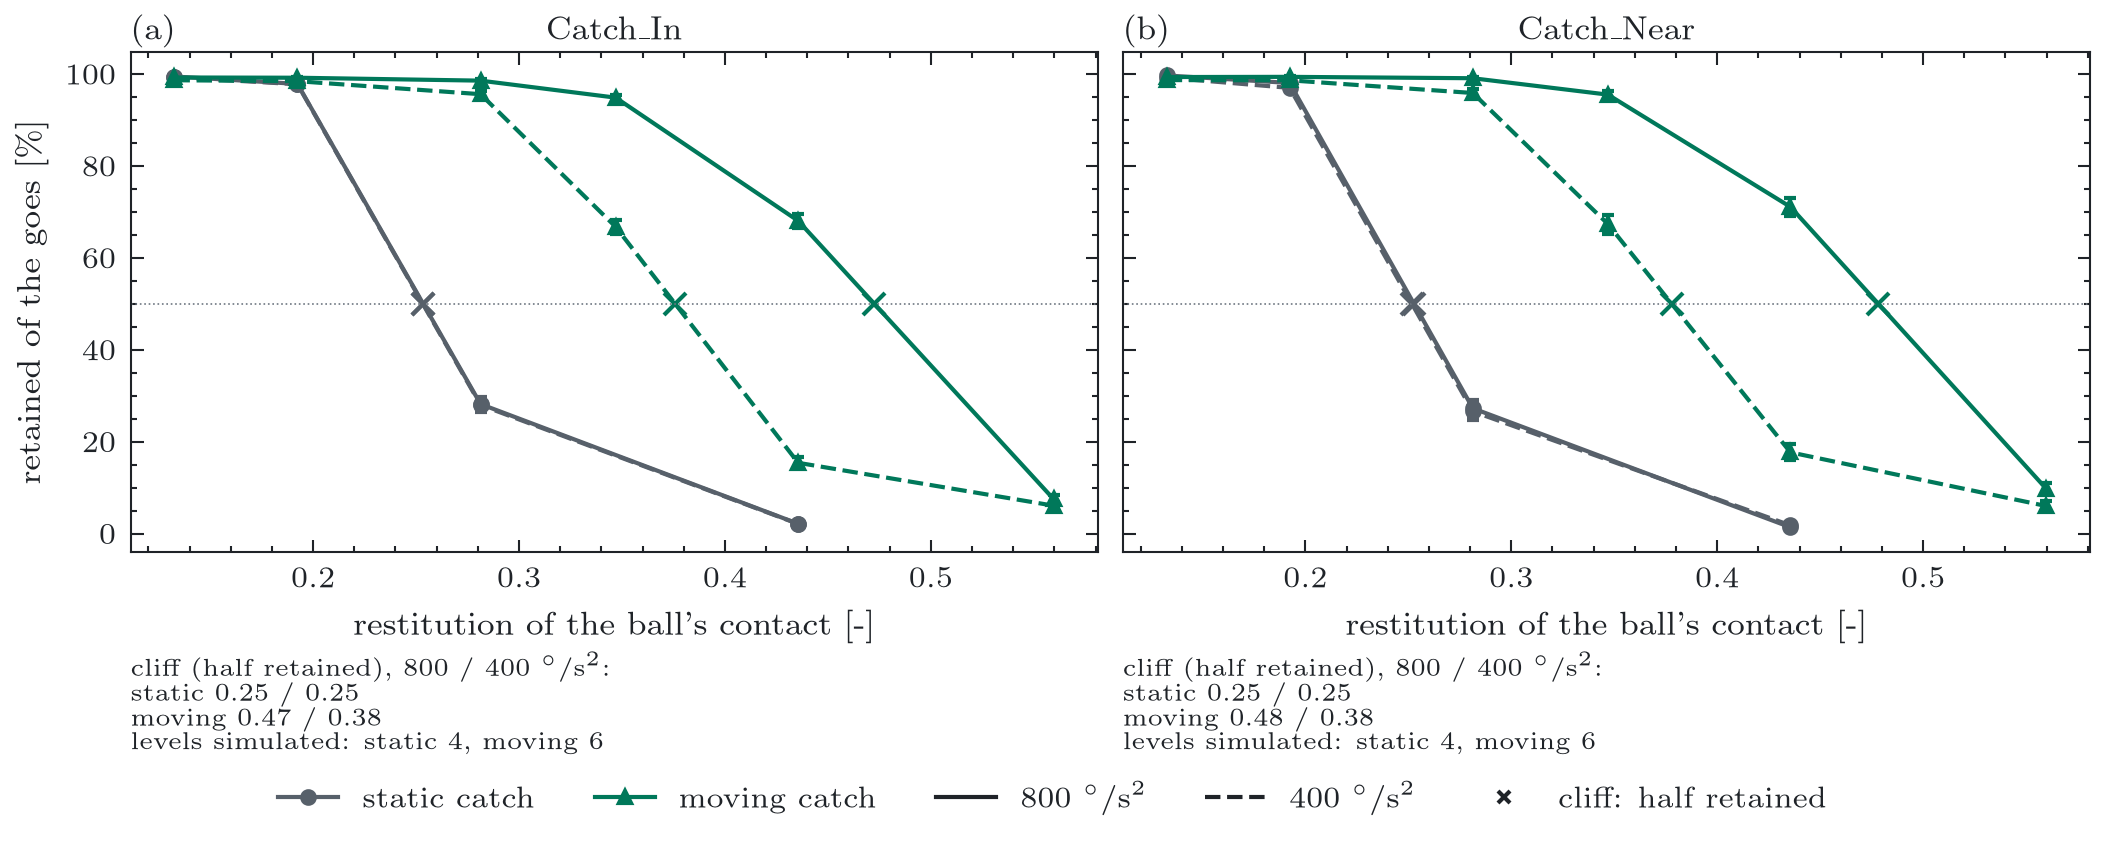 (a) Catch_In
(b) Catch_Near
retained of the goes [%]
100
80
60
40
20
0
0.2 0.3 0.4 0.5
0.2 0.3 0.4 0.5
restitution of the ball's contact [-]
restitution of the ball's contact [-]
cliff (half retained), 800 / 400 °/s²:
static 0.25 / 0.25
moving 0.47 / 0.38
levels simulated: static 4, moving 6
cliff (half retained), 800 / 400 °/s²:
static 0.25 / 0.25
moving 0.48 / 0.38
levels simulated: static 4, moving 6
static catch moving catch 800 °/s² 400 °/s² cliff: half retained